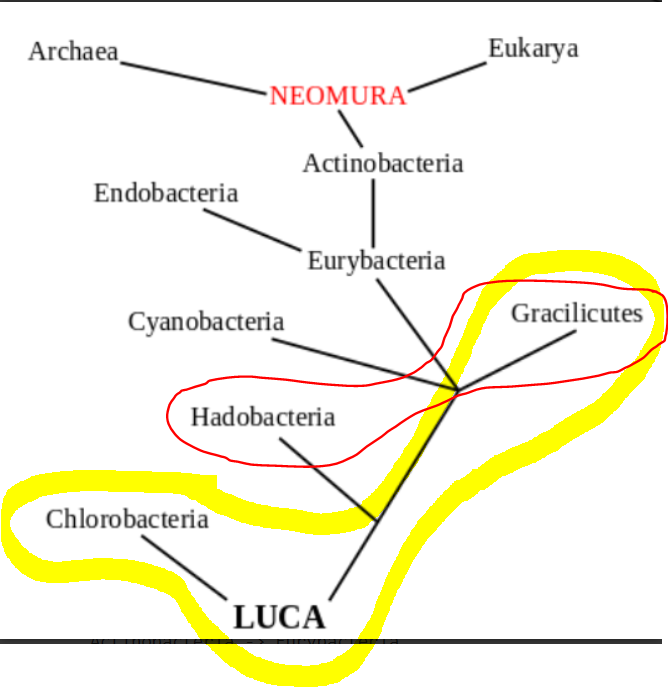 Archaea
Eukarya
NEOMURA
Actinobacteria
Endobacteria
Eurybacteria
Gracilicutes
Cyanobacteria
Hadobacteria
Chlorobacteria
LUCA